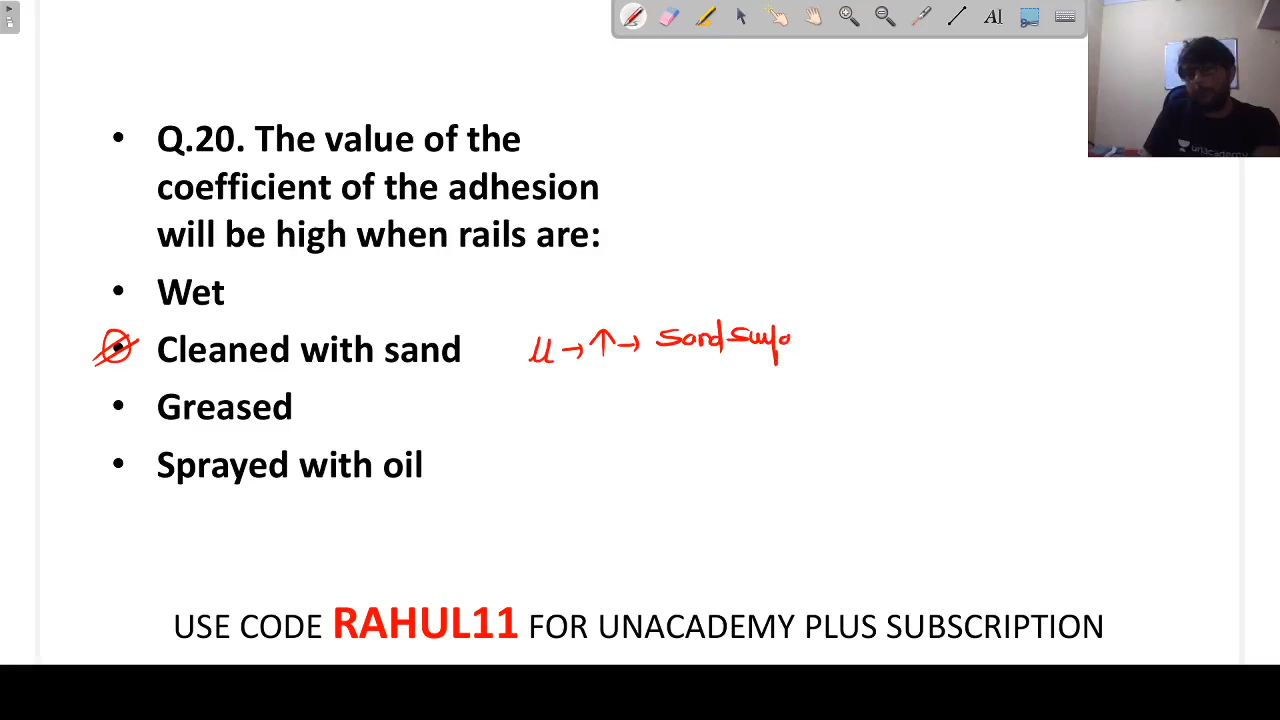 Q.20. The value of the
coefficient of the adhesion
will be high when rails are:
Wet
Cleaned with sand
μ → ↑ → sand
Greased
Sprayed with oil
USE CODE RAHUL11 FOR UNACADEMY PLUS SUBSCRIPTION
unacademy